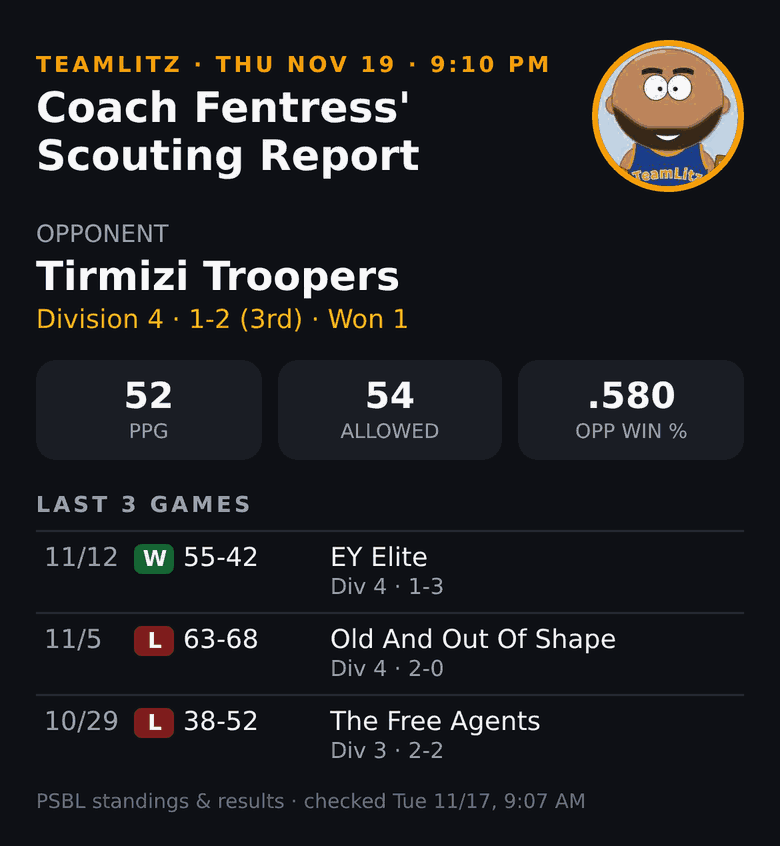 TEAMLITZ · THU NOV 19 · 9:10 PM
Coach Fentress'
Scouting Report
TeamLitz
OPPONENT
Tirmizi Troopers
Division 4 · 1-2 (3rd) · Won 1
52
PPG
54
ALLOWED
.580
OPP WIN %
LAST 3 GAMES
11/12 W 55-42 EY Elite
Div 4 · 1-3
11/5 L 63-68 Old And Out Of Shape
Div 4 · 2-0
10/29 L 38-52 The Free Agents
Div 3 · 2-2
PSBL standings & results · checked Tue 11/17, 9:07 AM